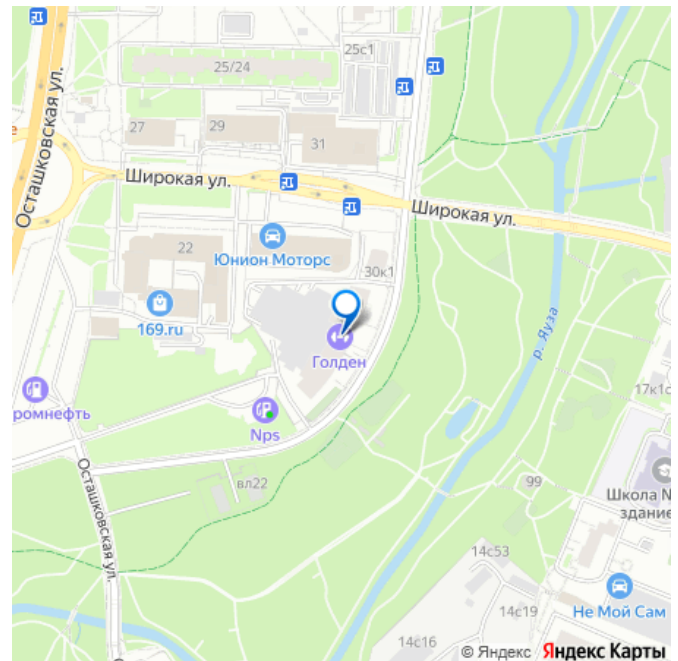 25с1
25/24
Осташковская ул.
27
29
31
Широкая ул.
Широкая ул.
22
Юнион Моторс
30к1
169.ru
р. Яуза
Голден
ромнефть
Nps
17к1с
Осташковская ул.
вл22
99
Школа N
здание
14с53
14с19
Не Мой Сам
14с16
© Яндекс Яндекс Карты